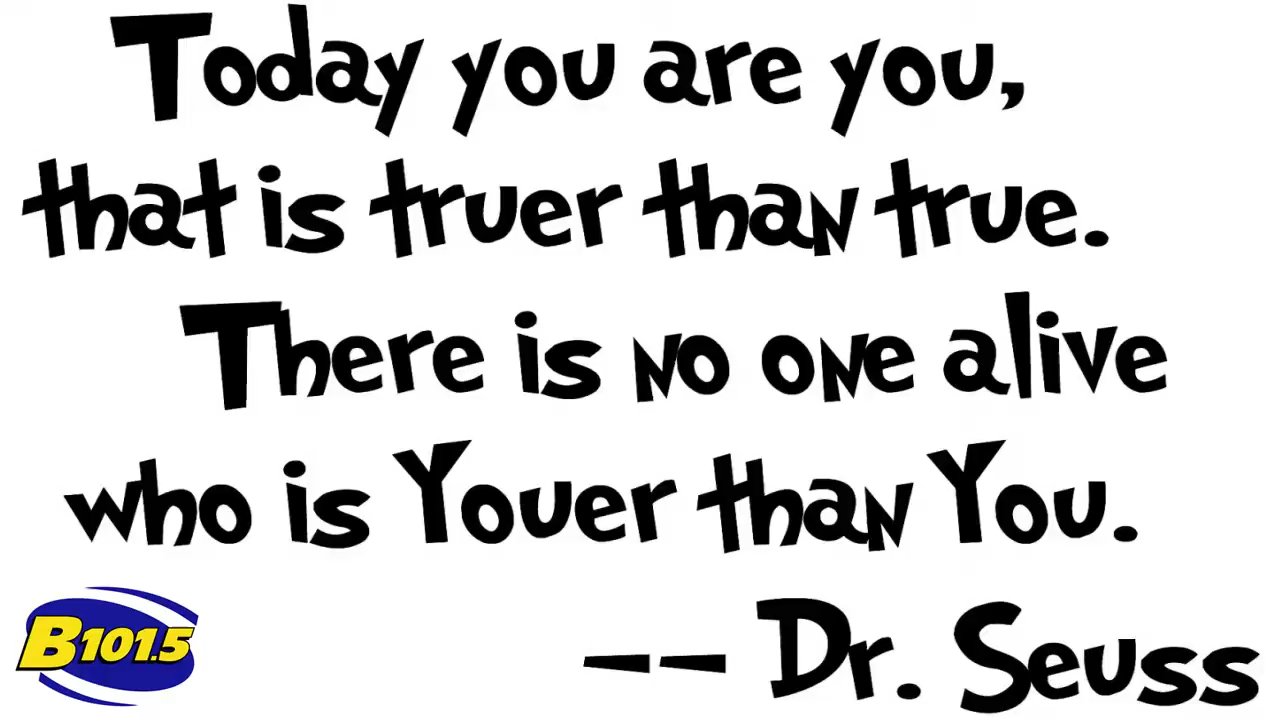 Today you are you,
that is truer than true.
There is no one alive
who is Youer than You.
-- Dr. Seuss
B101.5